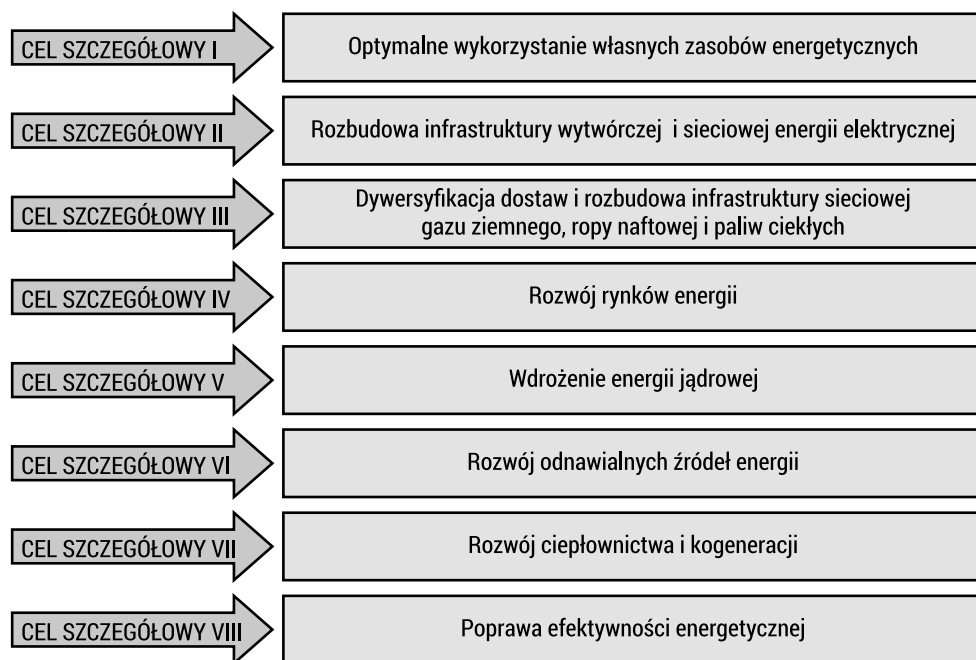 CEL SZCZEGÓŁOWY I
Optymalne wykorzystanie własnych zasobów energetycznych
CEL SZCZEGÓŁOWY II
Rozbudowa infrastruktury wytwórczej i sieciowej energii elektrycznej
CEL SZCZEGÓŁOWY III
Dywersyfikacja dostaw i rozbudowa infrastruktury sieciowej
gazu ziemnego, ropy naftowej i paliw ciekłych
CEL SZCZEGÓŁOWY IV
Rozwój rynków energii
CEL SZCZEGÓŁOWY V
Wdrożenie energii jądrowej
CEL SZCZEGÓŁOWY VI
Rozwój odnawialnych źródeł energii
CEL SZCZEGÓŁOWY VII
Rozwój ciepłownictwa i kogeneracji
CEL SZCZEGÓŁOWY VIII
Poprawa efektywności energetycznej